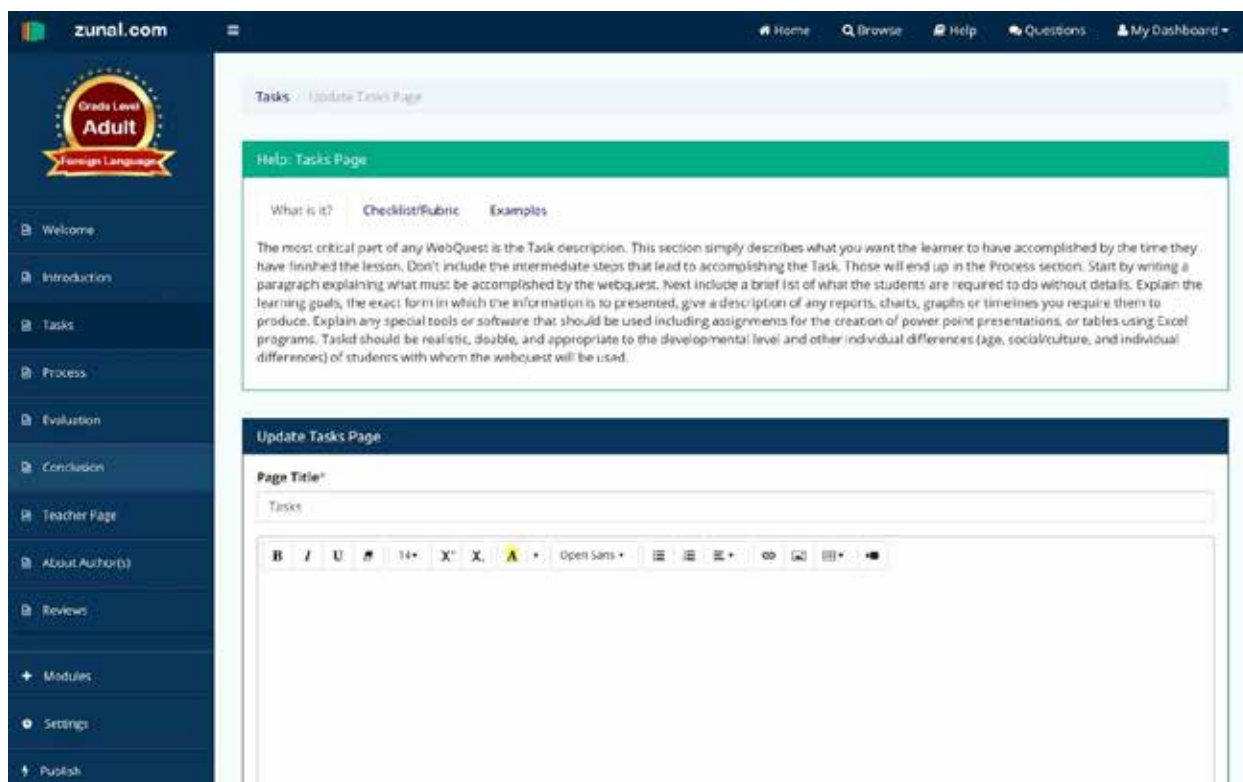 zunal.com
Home Browse Help Questions My Dashboard
Grade Level
Adult
Foreign Language
Welcome
Introduction
Tasks
Process
Evaluation
Conclusion
Teacher Page
About Author(s)
Reviews
Modules
Settings
Publish
Tasks / Update Tasks Page
Help: Tasks Page
What is it? Checklist/Rubric Examples
The most critical part of any WebQuest is the Task description. This section simply describes what you want the learner to have accomplished by the time they
have finished the lesson. Don't include the intermediate steps that lead to accomplishing the Task. Those will end up in the Process section. Start by writing a
paragraph explaining what must be accomplished by the webquest. Next include a brief list of what the students are required to do without details. Explain the
learning goals, the exact form in which the information is to presented, give a description of any reports, charts, graphs or timelines you require them to
produce. Explain any special tools or software that should be used including assignments for the creation of power point presentations, or tables using Excel
programs. Taskd should be realistic, doable, and appropriate to the developmental level and other individual differences (age, social/culture, and individual
differences) of students with whom the webquest will be used.
Update Tasks Page
Page Title*
Tasks
B I U 14 X X A Open Sans